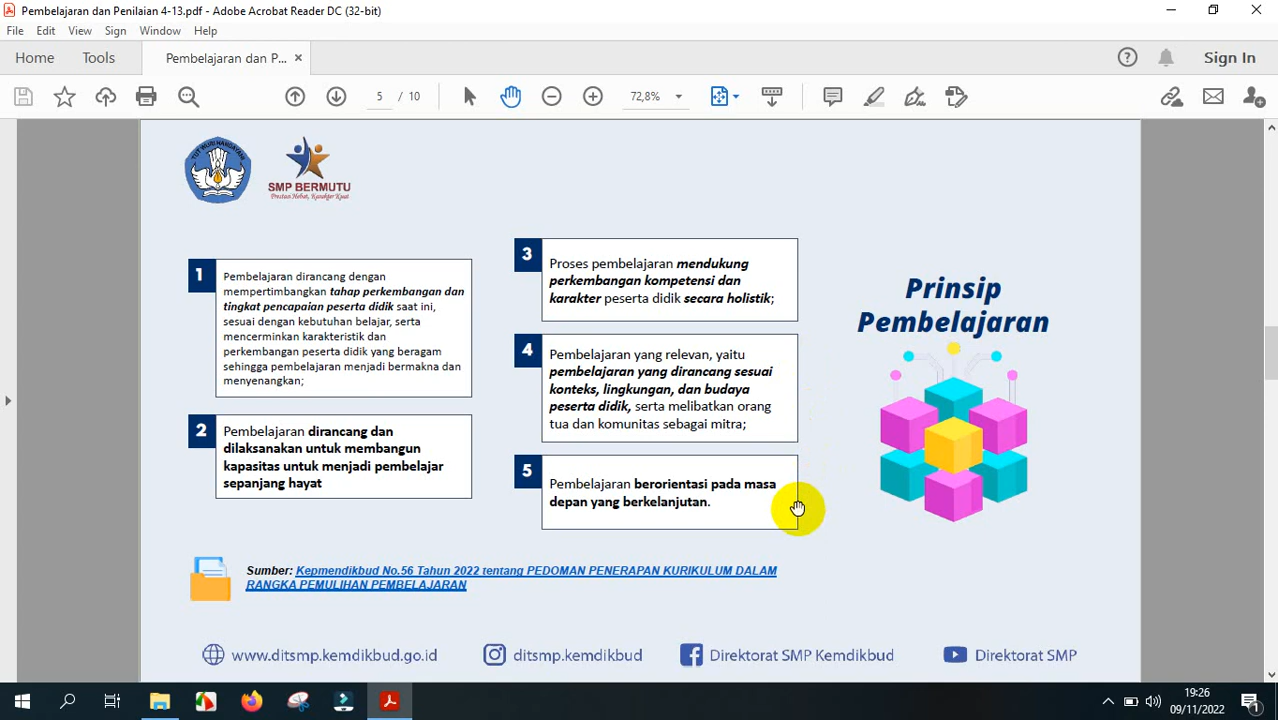 Pembelajaran dan Penilaian 4-13.pdf - Adobe Acrobat Reader DC (32-bit)
File Edit View Sign Window Help
Home Tools Pembelajaran dan P... × Sign In
5 / 10 72,8%
TUT WURI HANDAYANI
SMP BERMUTU
Prestasi Hebat, Karakter Kuat
1
Pembelajaran dirancang dengan
mempertimbangkan tahap perkembangan dan
tingkat pencapaian peserta didik saat ini,
sesuai dengan kebutuhan belajar, serta
mencerminkan karakteristik dan
perkembangan peserta didik yang beragam
sehingga pembelajaran menjadi bermakna dan
menyenangkan;
2
Pembelajaran dirancang dan
dilaksanakan untuk membangun
kapasitas untuk menjadi pembelajar
sepanjang hayat
3
Proses pembelajaran mendukung
perkembangan kompetensi dan
karakter peserta didik secara holistik;
4
Pembelajaran yang relevan, yaitu
pembelajaran yang dirancang sesuai
konteks, lingkungan, dan budaya
peserta didik, serta melibatkan orang
tua dan komunitas sebagai mitra;
5
Pembelajaran berorientasi pada masa
depan yang berkelanjutan.
Prinsip
Pembelajaran
Sumber: Kepmendikbud No.56 Tahun 2022 tentang PEDOMAN PENERAPAN KURIKULUM DALAM
RANGKA PEMULIHAN PEMBELAJARAN
www.ditsmp.kemdikbud.go.id ditsmp.kemdikbud Direktorat SMP Kemdikbud Direktorat SMP
19:26
09/11/2022
1